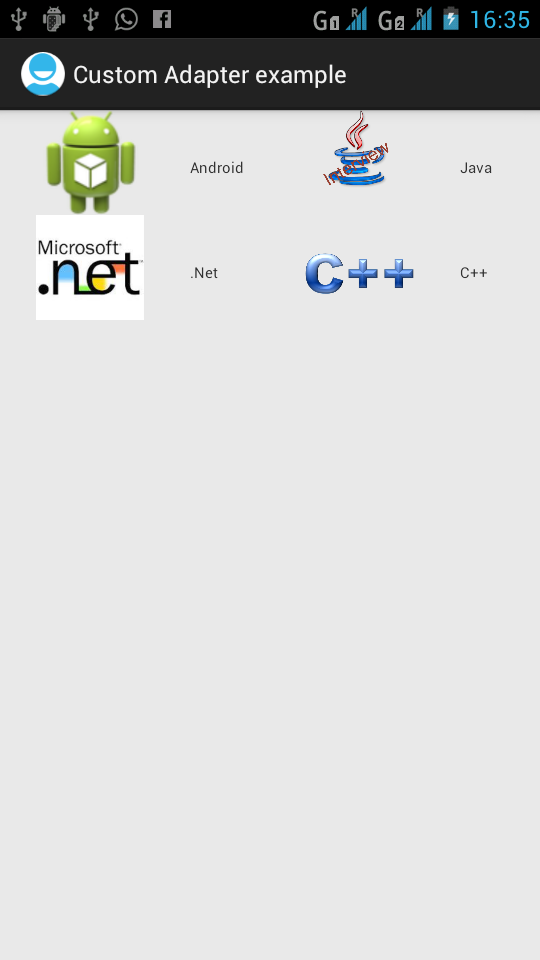 G1 R G2 R 16:35
Custom Adapter example
Android
Interview
Java
Microsoft
.net
.Net
C++
C++